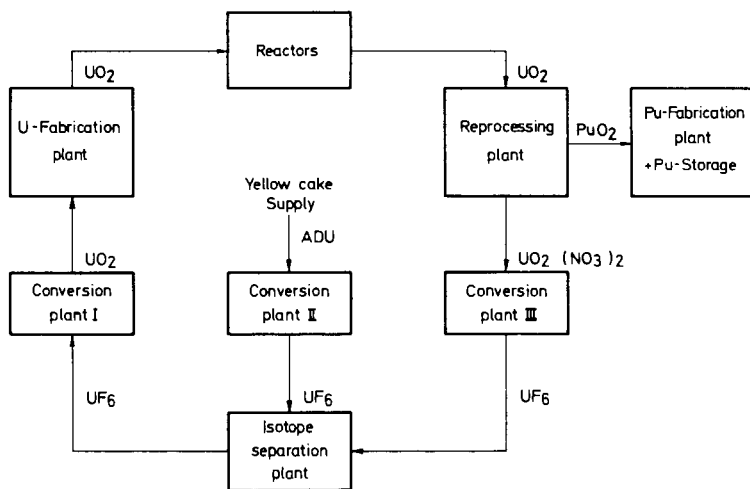 Reactors
UO₂
UO₂
U-Fabrication
plant
Reprocessing
plant
PuO₂
Pu-Fabrication
plant
+Pu-Storage
Yellow cake
Supply
ADU
UO₂
UO₂ (NO₃)₂
Conversion
plant I
Conversion
plant II
Conversion
plant III
UF₆
UF₆
UF₆
Isotope
separation
plant